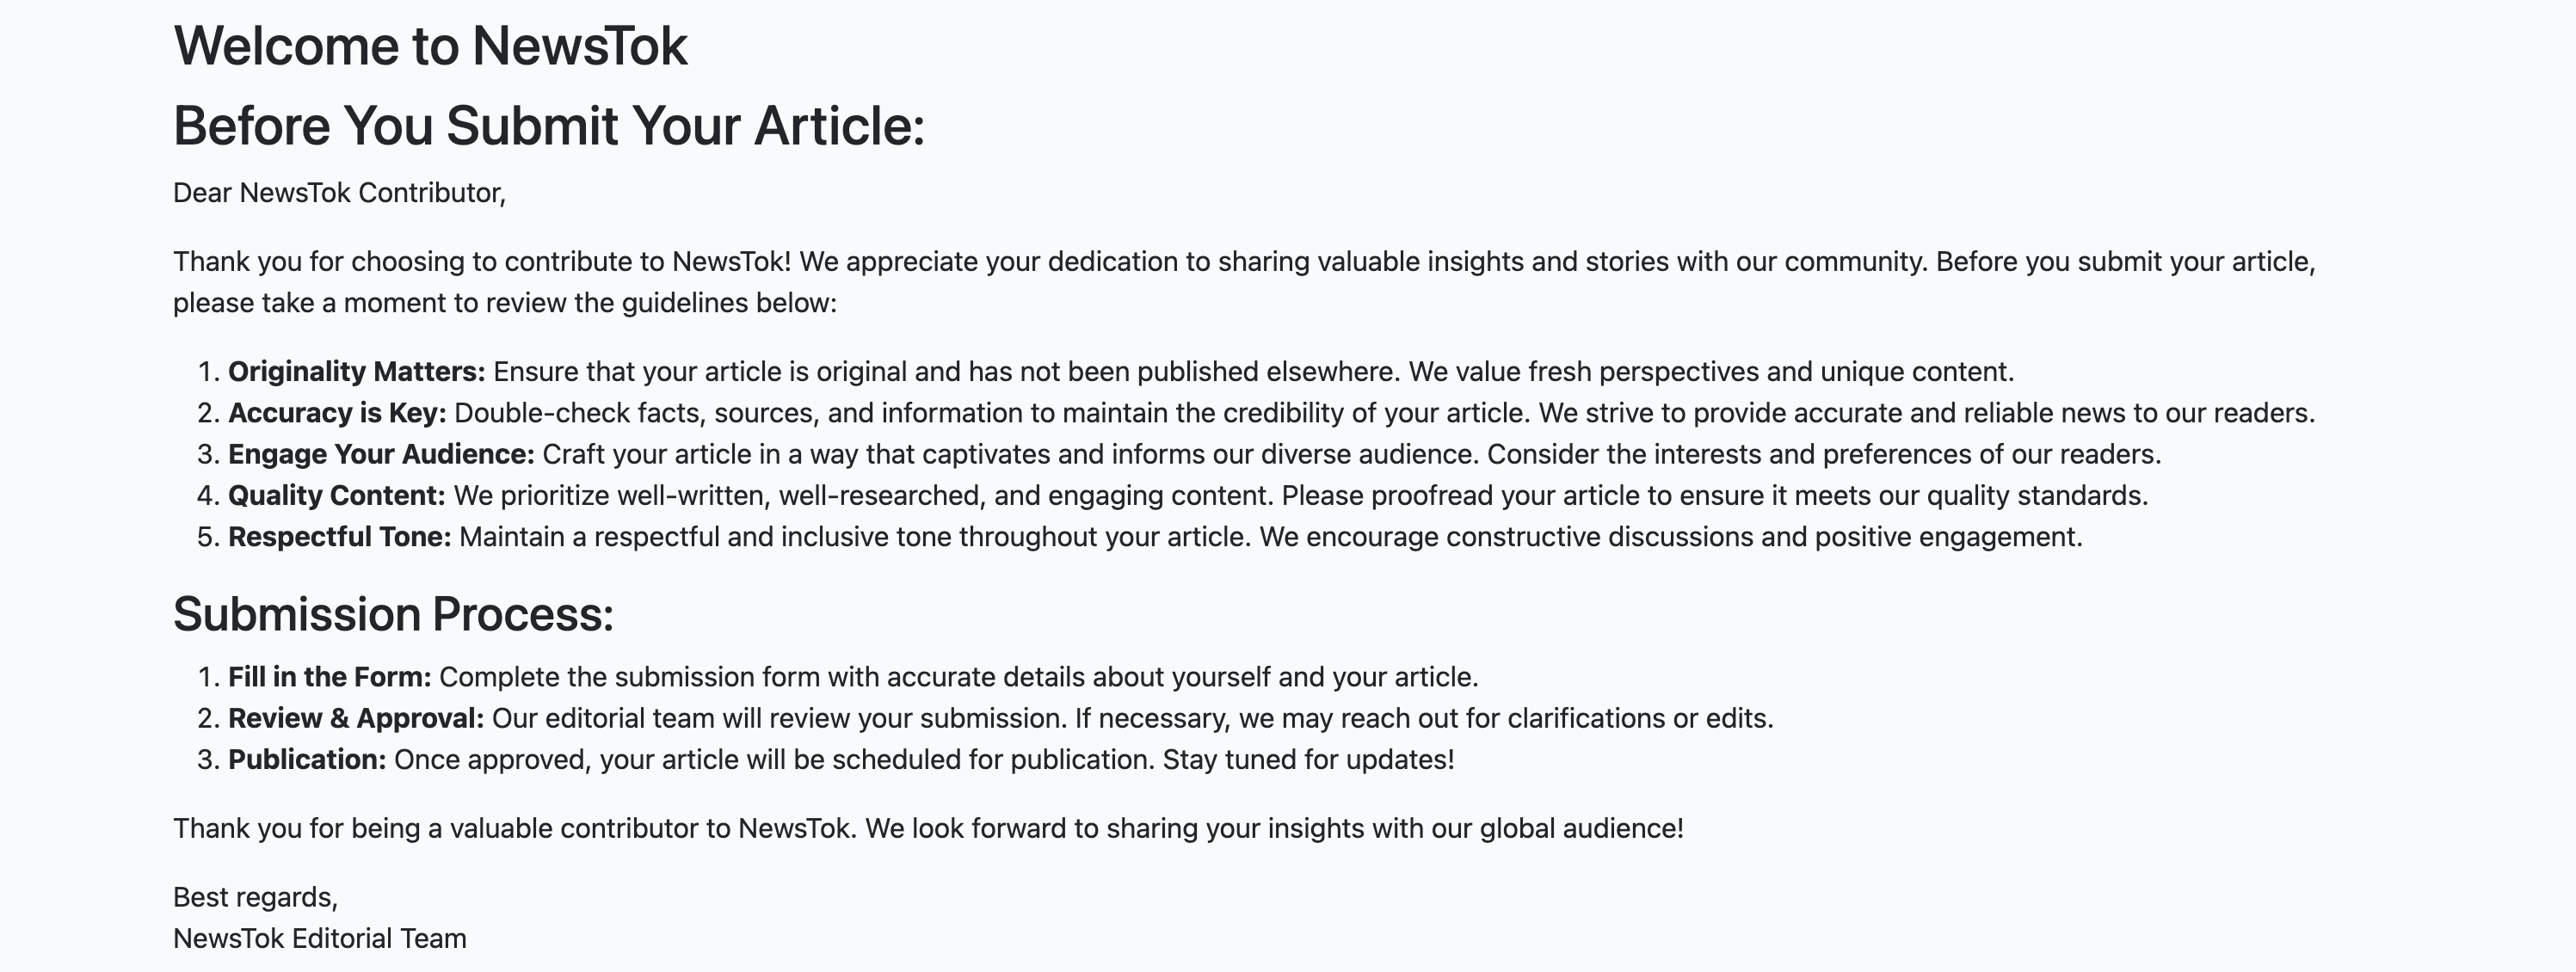 Welcome to NewsTok
Before You Submit Your Article:
Dear NewsTok Contributor,
Thank you for choosing to contribute to NewsTok! We appreciate your dedication to sharing valuable insights and stories with our community. Before you submit your article,
please take a moment to review the guidelines below:
1. Originality Matters: Ensure that your article is original and has not been published elsewhere. We value fresh perspectives and unique content.
2. Accuracy is Key: Double-check facts, sources, and information to maintain the credibility of your article. We strive to provide accurate and reliable news to our readers.
3. Engage Your Audience: Craft your article in a way that captivates and informs our diverse audience. Consider the interests and preferences of our readers.
4. Quality Content: We prioritize well-written, well-researched, and engaging content. Please proofread your article to ensure it meets our quality standards.
5. Respectful Tone: Maintain a respectful and inclusive tone throughout your article. We encourage constructive discussions and positive engagement.
Submission Process:
1. Fill in the Form: Complete the submission form with accurate details about yourself and your article.
2. Review & Approval: Our editorial team will review your submission. If necessary, we may reach out for clarifications or edits.
3. Publication: Once approved, your article will be scheduled for publication. Stay tuned for updates!
Thank you for being a valuable contributor to NewsTok. We look forward to sharing your insights with our global audience!
Best regards,
NewsTok Editorial Team